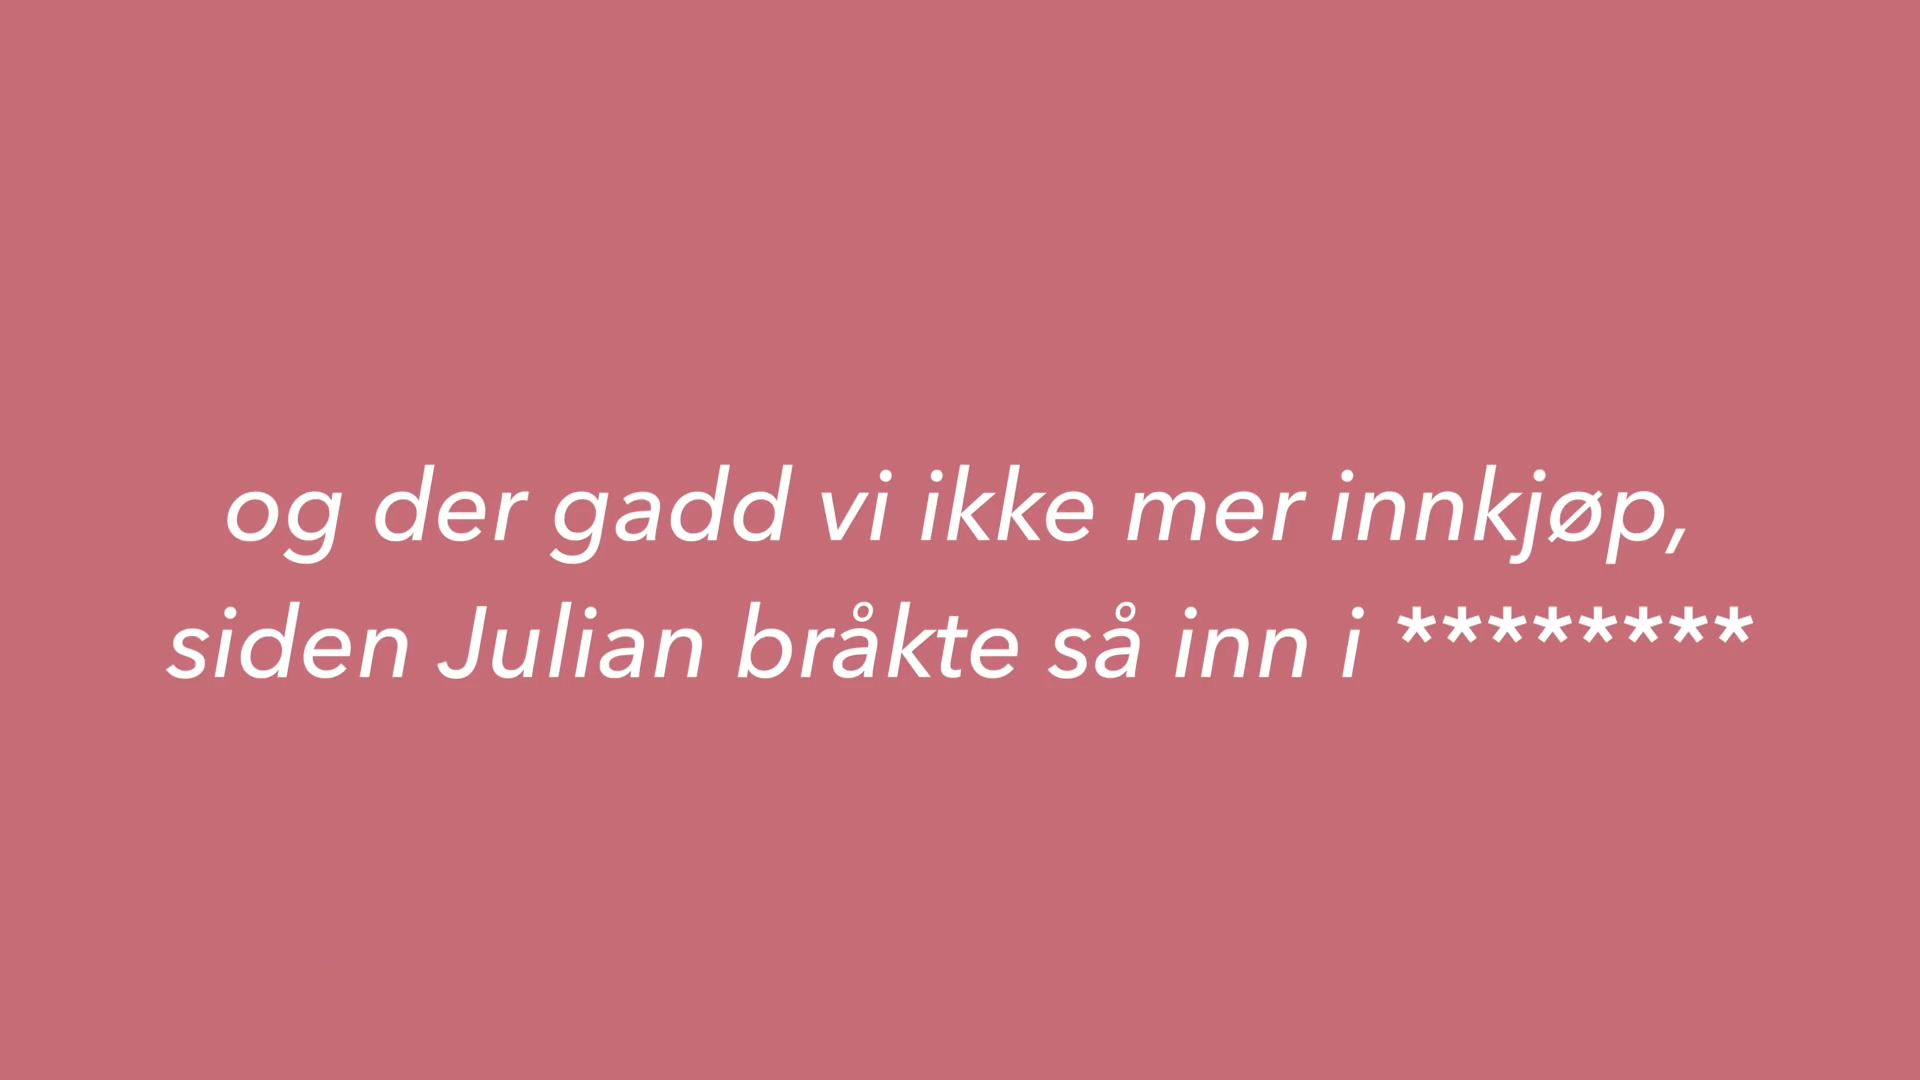 og der gadd vi ikke mer innkjøp,
siden Julian bråkte så inn i ********